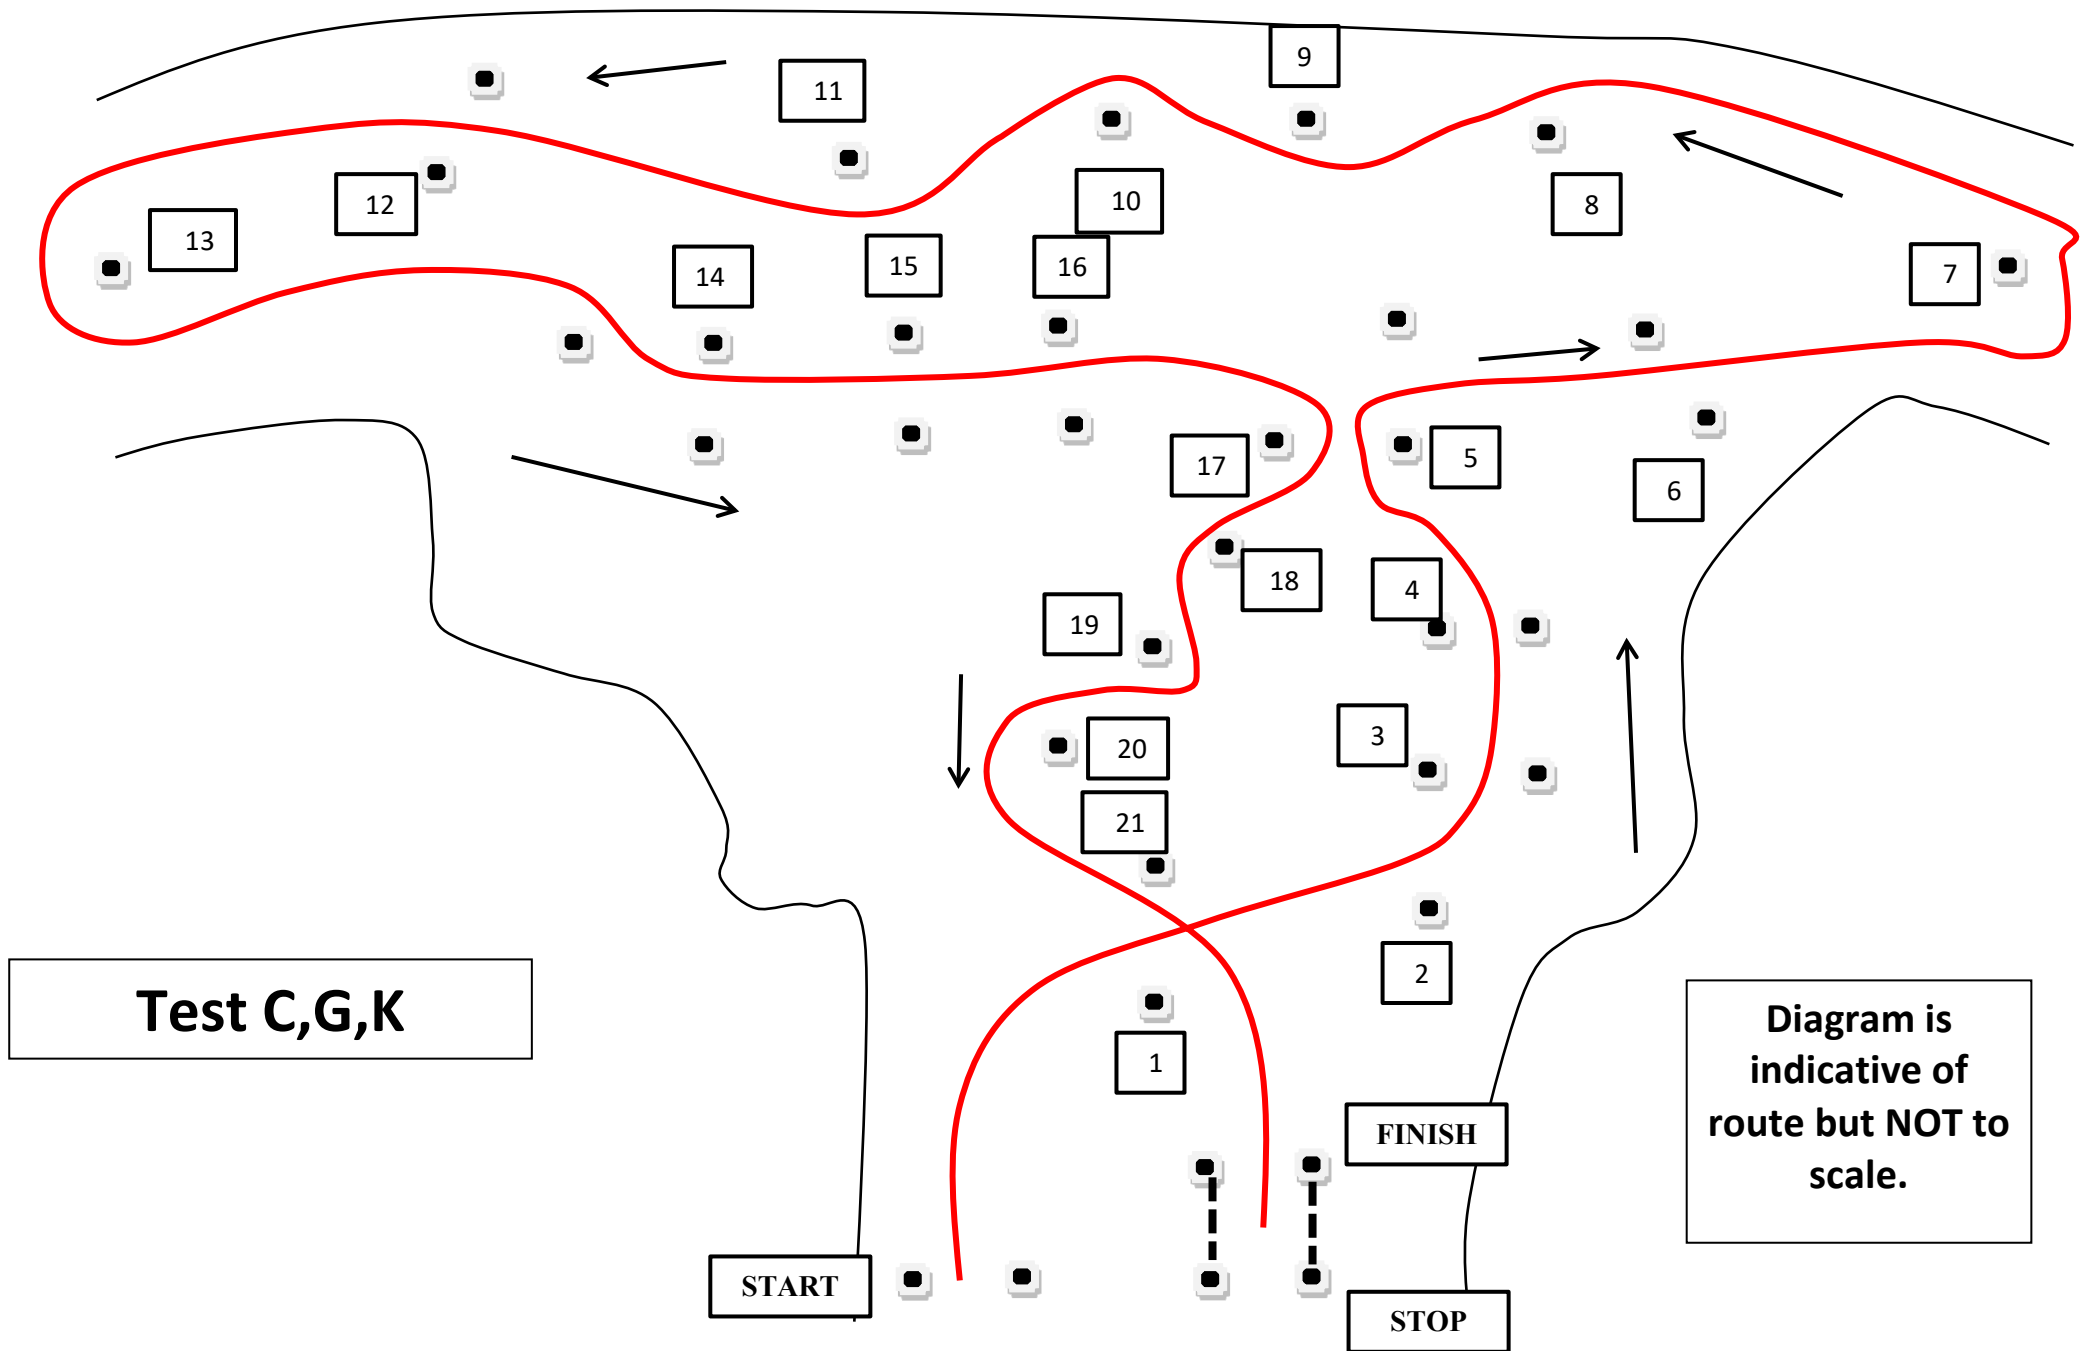 9
11
12
13
10
8
7
14
15
16
17
5
6
18
4
19
3
20
21
2
1
Test C,G,K
Diagram is
indicative of
route but NOT to
scale.
FINISH
START
STOP